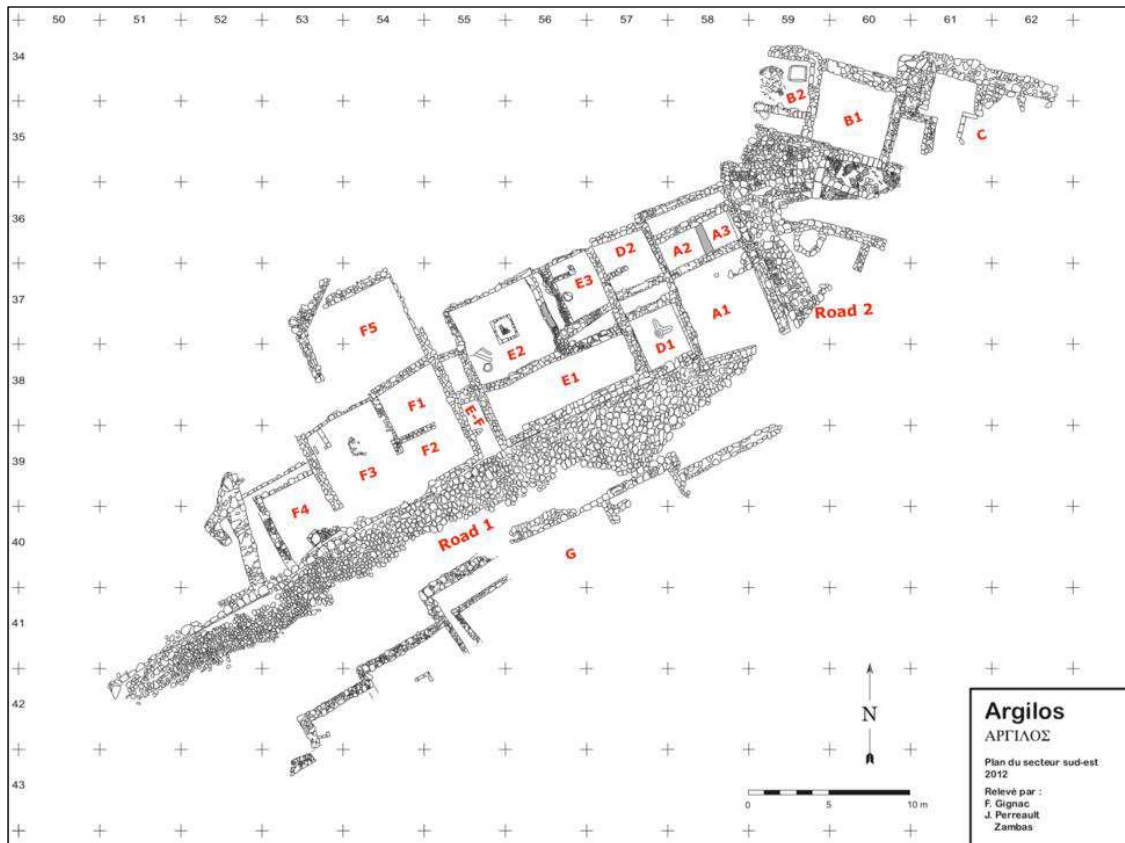 50 51 52 53 54 55 56 57 58 59 60 61 62
34
35
36
37
38
39
40
41
42
43
B2
B1
C
A3
D2
A2
E3
A1
Road 2
F5
D1
E2
E1
F1
E-F
F2
F3
F4
Road 1
G
N
0 5 10 m
Argilos
ΑΡΓΙΛΟΣ
Plan du secteur sud-est
2012
Relevé par :
F. Gignac
J. Perreault
Zambas